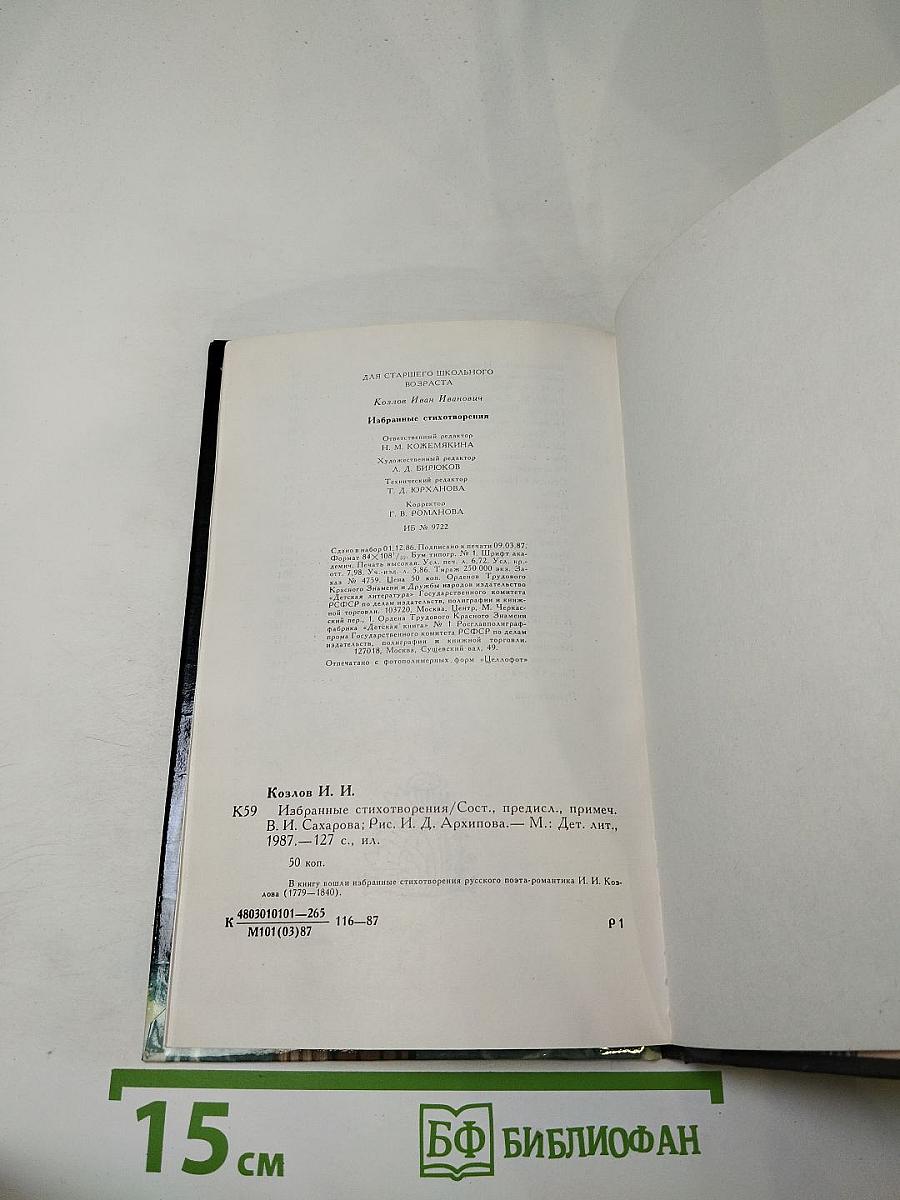 ДЛЯ СТАРШЕГО ШКОЛЬНОГО
ВОЗРАСТА
Козлов Иван Иванович
Избранные стихотворения
Ответственный редактор
Н. М. КОЖЕМЯКИНА
Художественный редактор
Л. Д. БИРЮКОВ
Технический редактор
Т. Д. ЮРХАНОВА
Корректор
Г. В. РОМАНОВА
ИБ № 9722
Сдано в набор 01.12.86. Подписано к печати 09.03.87.
Формат 84×108¹/₃₂. Бум типогр. № 1. Шрифт ака-
демич. Печать высокая. Усл. печ. л. 6,72. Усл. кр.-
отт. 7,98. Уч.-изд. л. 5,86. Тираж 250 000 экз. За-
каз № 4759. Цена 50 коп. Орденов Трудового
Красного Знамени и Дружбы народов издательство
«Детская литература» Государственного комитета
РСФСР по делам издательств, полиграфии и книж-
ной торговли. 103720, Москва, Центр, М. Черкас-
ский пер., 1. Ордена Трудового Красного Знамени
фабрика «Детская книга» № 1 Росглавполиграф-
прома Государственного комитета РСФСР по делам
издательств, полиграфии и книжной торговли.
127018, Москва, Сущевский вал, 49.
Отпечатано с фотополимерных форм «Целлофот»
Козлов И. И.
К59 Избранные стихотворения/Сост., предисл., примеч.
В. И. Сахарова; Рис. И. Д. Архипова.— М.: Дет. лит.,
1987.—127 с., ил.
50 коп.
В книгу вошли избранные стихотворения русского поэта-романтика И. И. Коз-
лова (1779—1840).
К 4803010101—265 116—87 Р 1
М101(03)87
15 см БФ БИБЛИОФАН